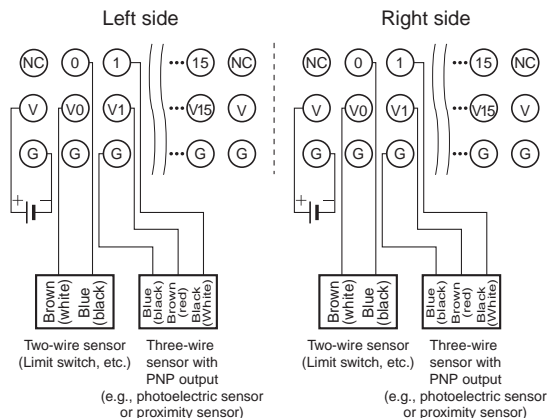 Left side
Right side
NC 0 1 ••• 15 NC
V V0 V1 ••• V15 V
G G G ••• G G
+ −
NC 0 1 ••• 15 NC
V V0 V1 ••• V15 V
G G G ••• G G
+ −
Brown
(white)
Blue
(black)
Blue
(black)
Brown
(red)
Black
(White)
Brown
(white)
Blue
(black)
Blue
(black)
Brown
(red)
Black
(White)
Two-wire sensor
(Limit switch, etc.)
Three-wire
sensor with
PNP output
(e.g., photoelectric sensor
or proximity sensor)
Two-wire sensor
(Limit switch, etc.)
Three-wire
sensor with
PNP output
(e.g., photoelectric sensor
or proximity sensor)